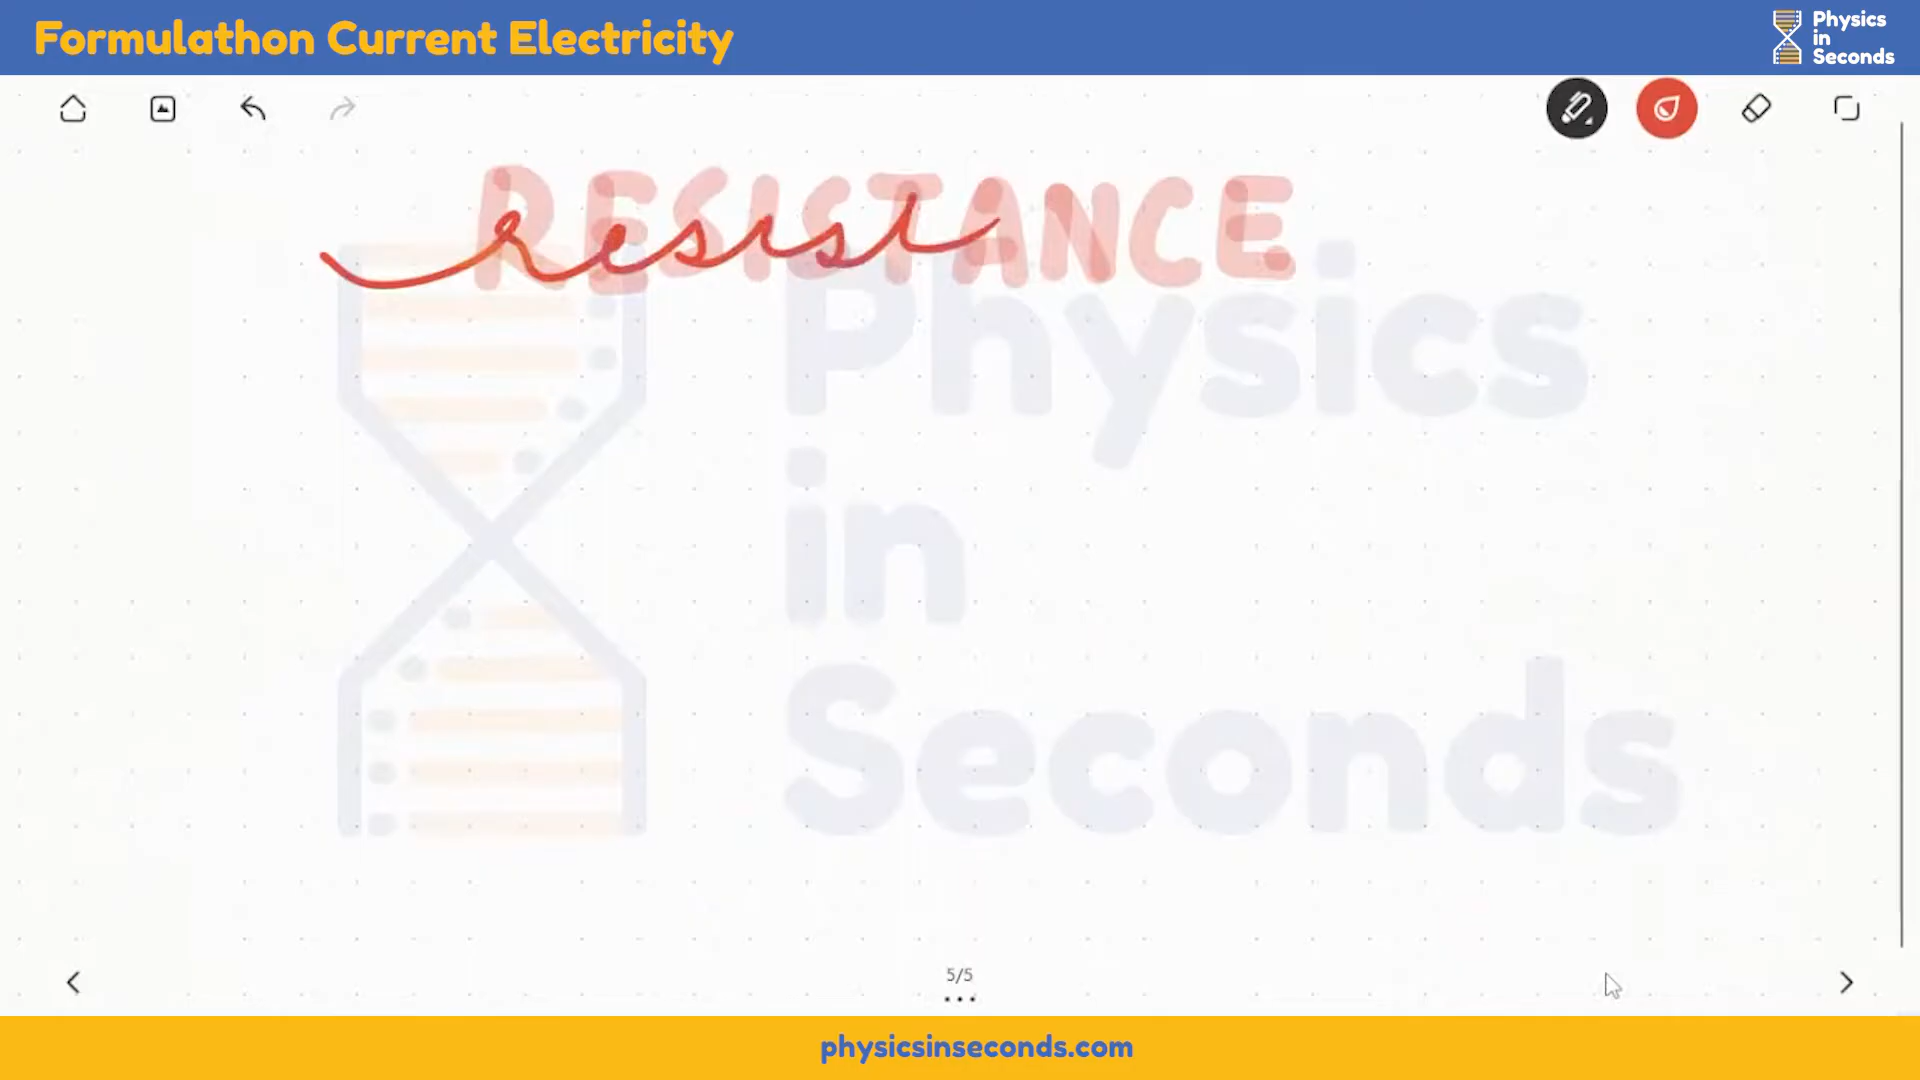 Formulathon Current Electricity
Physics
in
Seconds
RESISTANCE
resist
Physics
in
Seconds
5/5
physicsinseconds.com